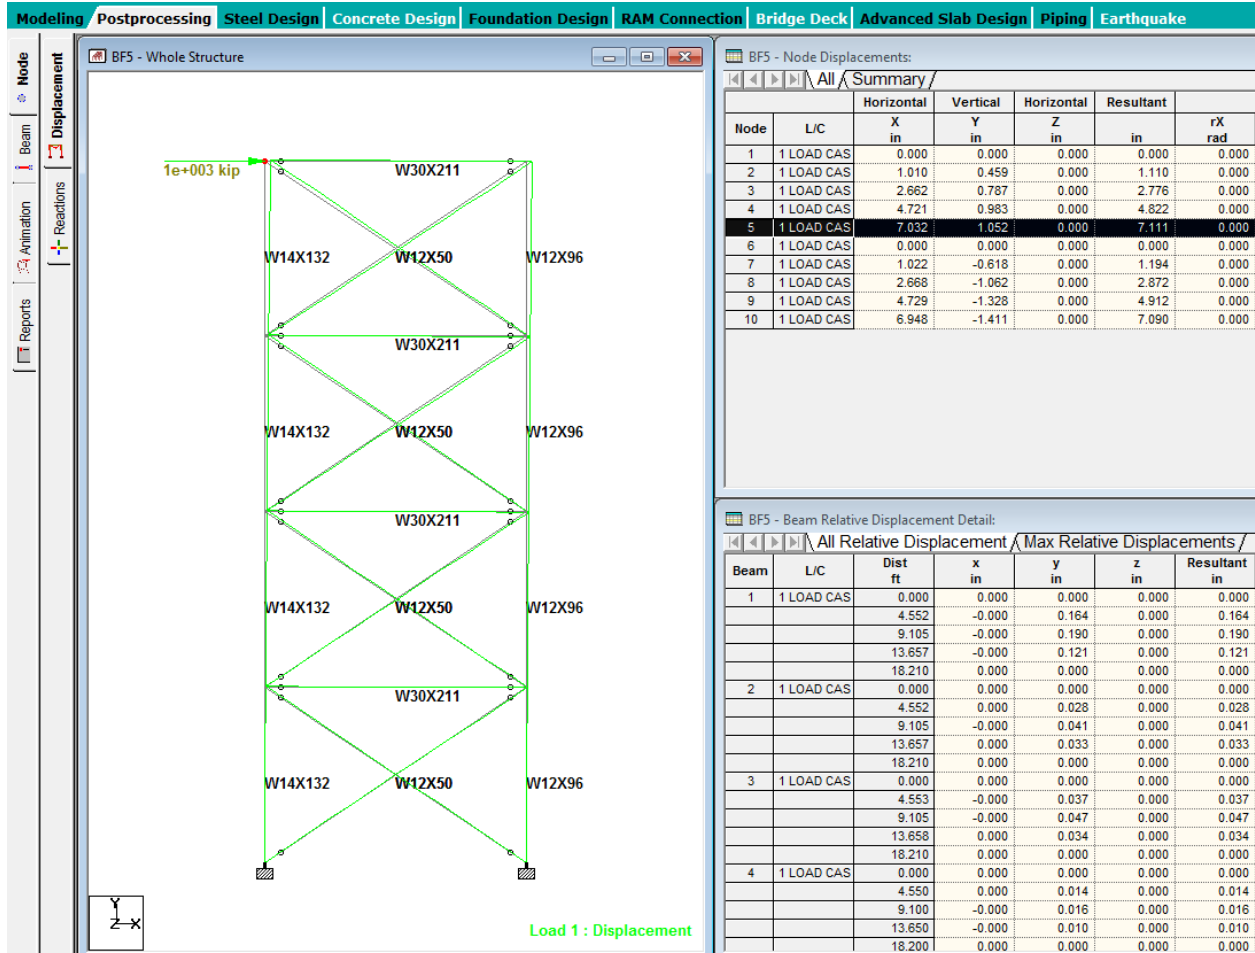 Modeling Postprocessing Steel Design Concrete Design Foundation Design RAM Connection Bridge Deck Advanced Slab Design Piping Earthquake
Node
Beam
Animation
Reports
Displacement
Reactions
BF5 - Whole Structure
1e+003 kip
W30X211
W14X132 W12X50 W12X96
W30X211
W14X132 W12X50 W12X96
W30X211
W14X132 W12X50 W12X96
W30X211
W14X132 W12X50 W12X96
Y
Z X
Load 1 : Displacement
BF5 - Node Displacements:
All Summary
Horizontal Vertical Horizontal Resultant
Node L/C X in Y in Z in in rX rad
1 1 LOAD CAS 0.000 0.000 0.000 0.000 0.000
2 1 LOAD CAS 1.010 0.459 0.000 1.110 0.000
3 1 LOAD CAS 2.662 0.787 0.000 2.776 0.000
4 1 LOAD CAS 4.721 0.983 0.000 4.822 0.000
5 1 LOAD CAS 7.032 1.052 0.000 7.111 0.000
6 1 LOAD CAS 0.000 0.000 0.000 0.000 0.000
7 1 LOAD CAS 1.022 -0.618 0.000 1.194 0.000
8 1 LOAD CAS 2.668 -1.062 0.000 2.872 0.000
9 1 LOAD CAS 4.729 -1.328 0.000 4.912 0.000
10 1 LOAD CAS 6.948 -1.411 0.000 7.090 0.000
BF5 - Beam Relative Displacement Detail:
All Relative Displacement Max Relative Displacements
Beam L/C Dist ft x in y in z in Resultant in
1 1 LOAD CAS 0.000 0.000 0.000 0.000 0.000
4.552 -0.000 0.164 0.000 0.164
9.105 -0.000 0.190 0.000 0.190
13.657 -0.000 0.121 0.000 0.121
18.210 0.000 0.000 0.000 0.000
2 1 LOAD CAS 0.000 0.000 0.000 0.000 0.000
4.552 -0.000 0.028 0.000 0.028
9.105 -0.000 0.041 0.000 0.041
13.657 0.000 0.033 0.000 0.033
18.210 0.000 0.000 0.000 0.000
3 1 LOAD CAS 0.000 0.000 0.000 0.000 0.000
4.553 -0.000 0.037 0.000 0.037
9.105 -0.000 0.047 0.000 0.047
13.658 0.000 0.034 0.000 0.034
18.210 0.000 0.000 0.000 0.000
4 1 LOAD CAS 0.000 0.000 0.000 0.000 0.000
4.550 0.000 0.014 0.000 0.014
9.100 -0.000 0.016 0.000 0.016
13.650 -0.000 0.010 0.000 0.010
18.200 0.000 0.000 0.000 0.000